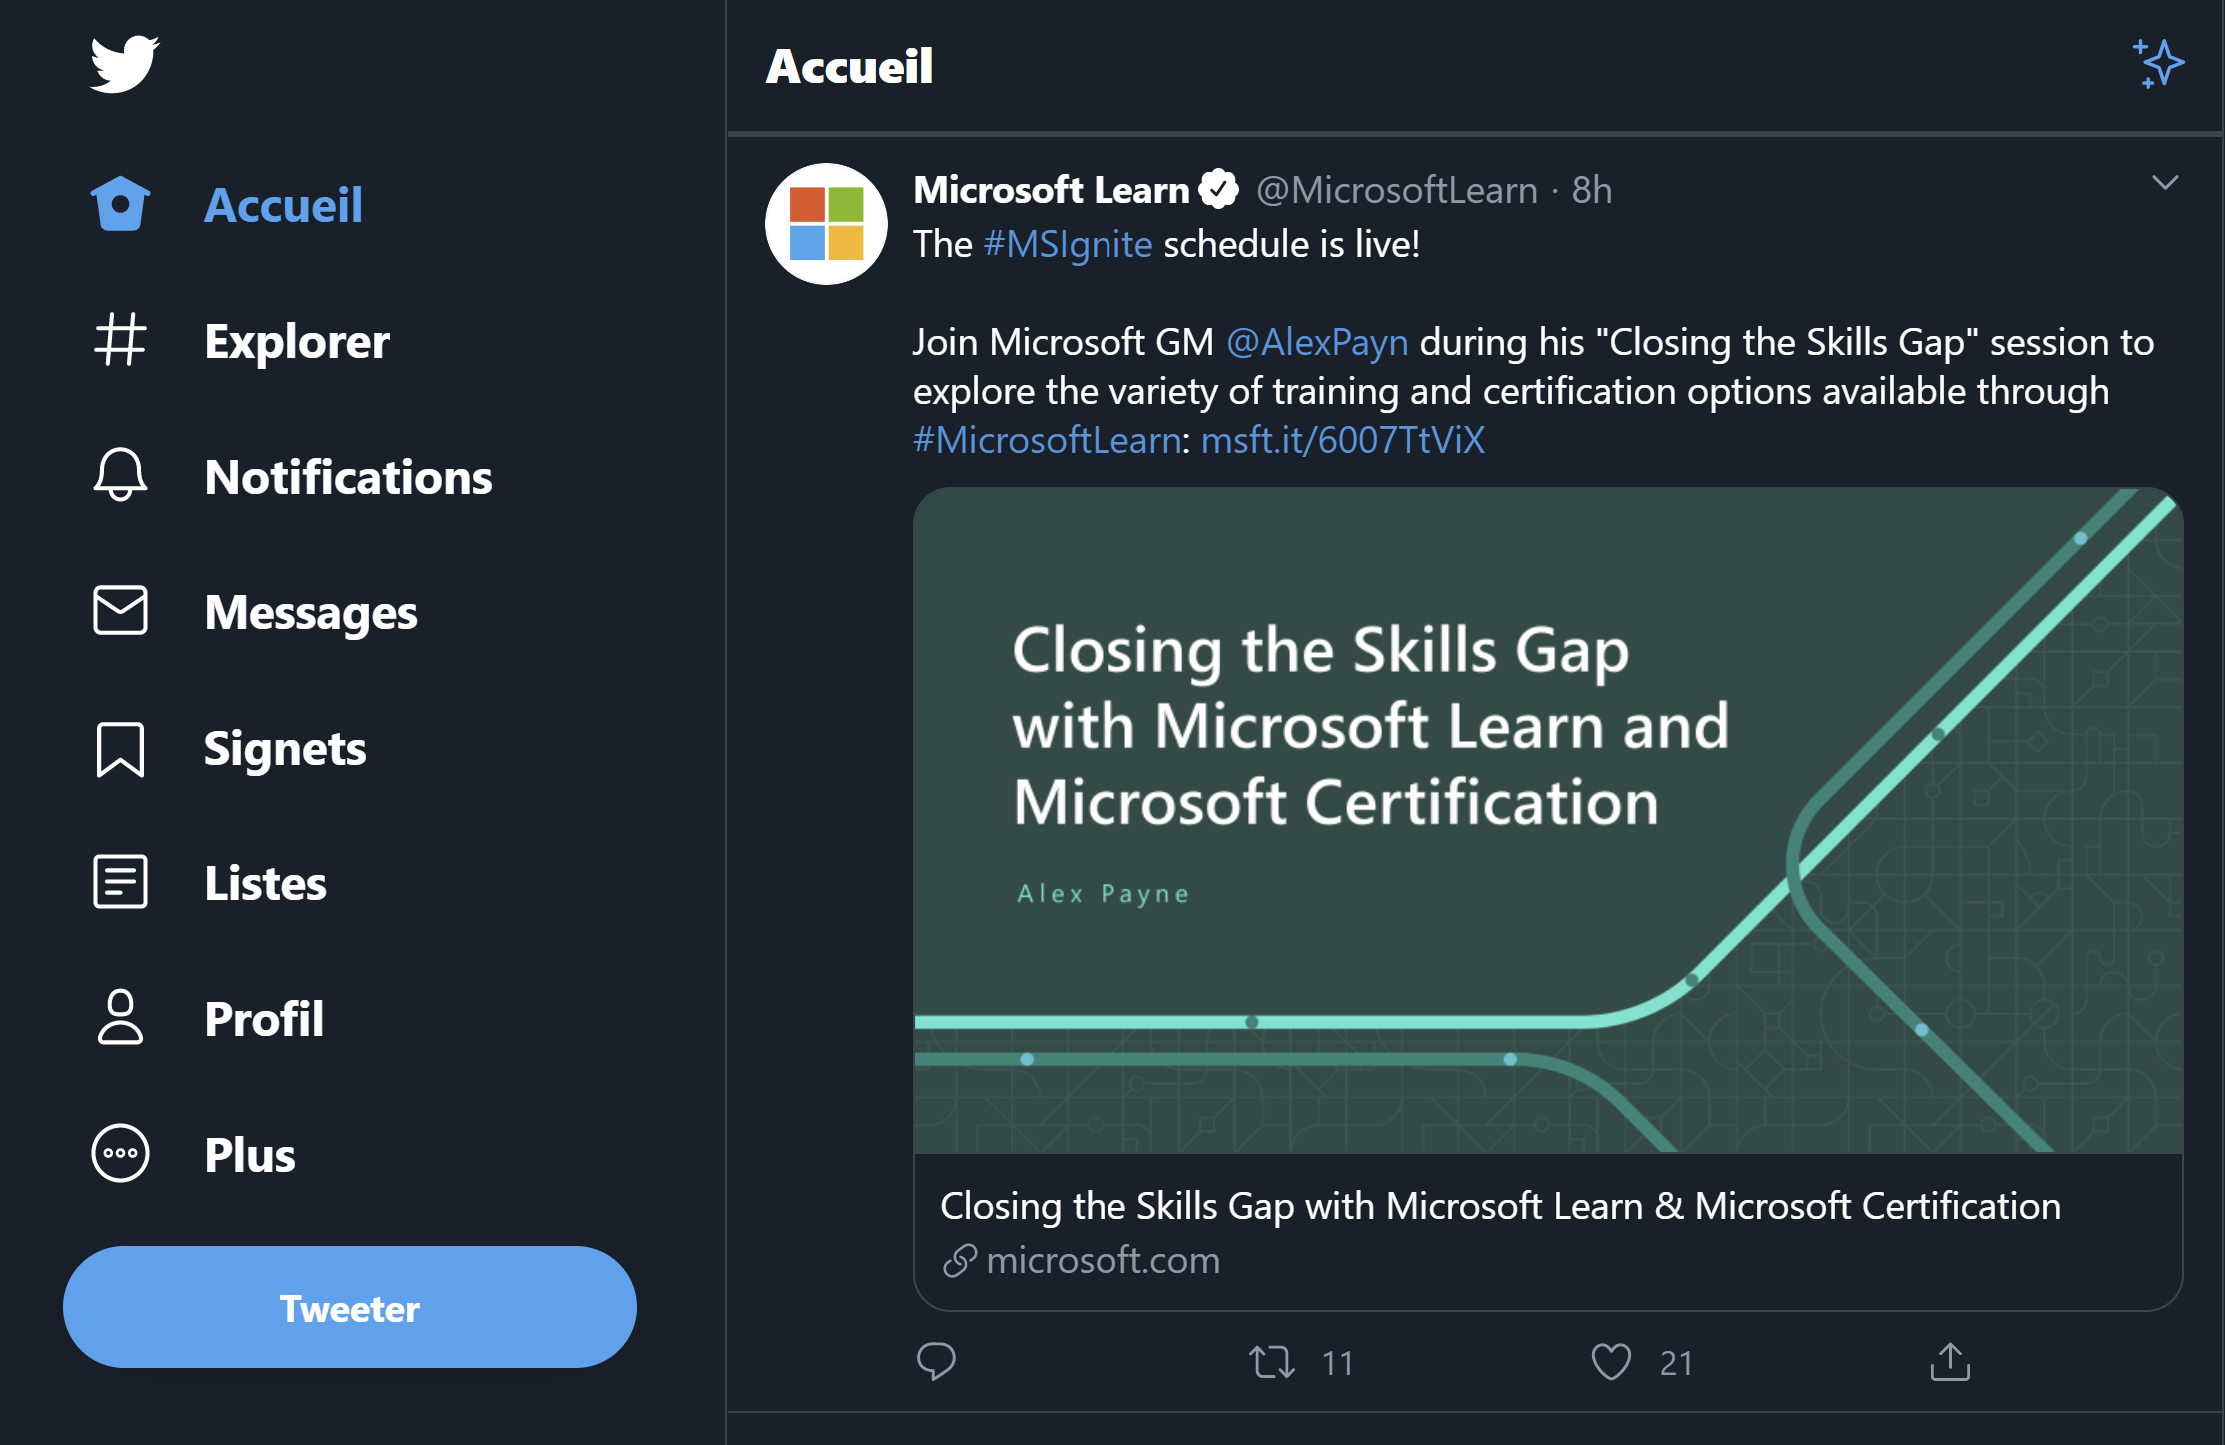 Accueil
Explorer
Notifications
Messages
Signets
Listes
Profil
Plus
Tweeter
Accueil
Microsoft Learn @MicrosoftLearn · 8h
The #MSIgnite schedule is live!
Join Microsoft GM @AlexPayn during his "Closing the Skills Gap" session to
explore the variety of training and certification options available through
#MicrosoftLearn: msft.it/6007TtViX
Closing the Skills Gap
with Microsoft Learn and
Microsoft Certification
Alex Payne
Closing the Skills Gap with Microsoft Learn & Microsoft Certification
microsoft.com
11
21